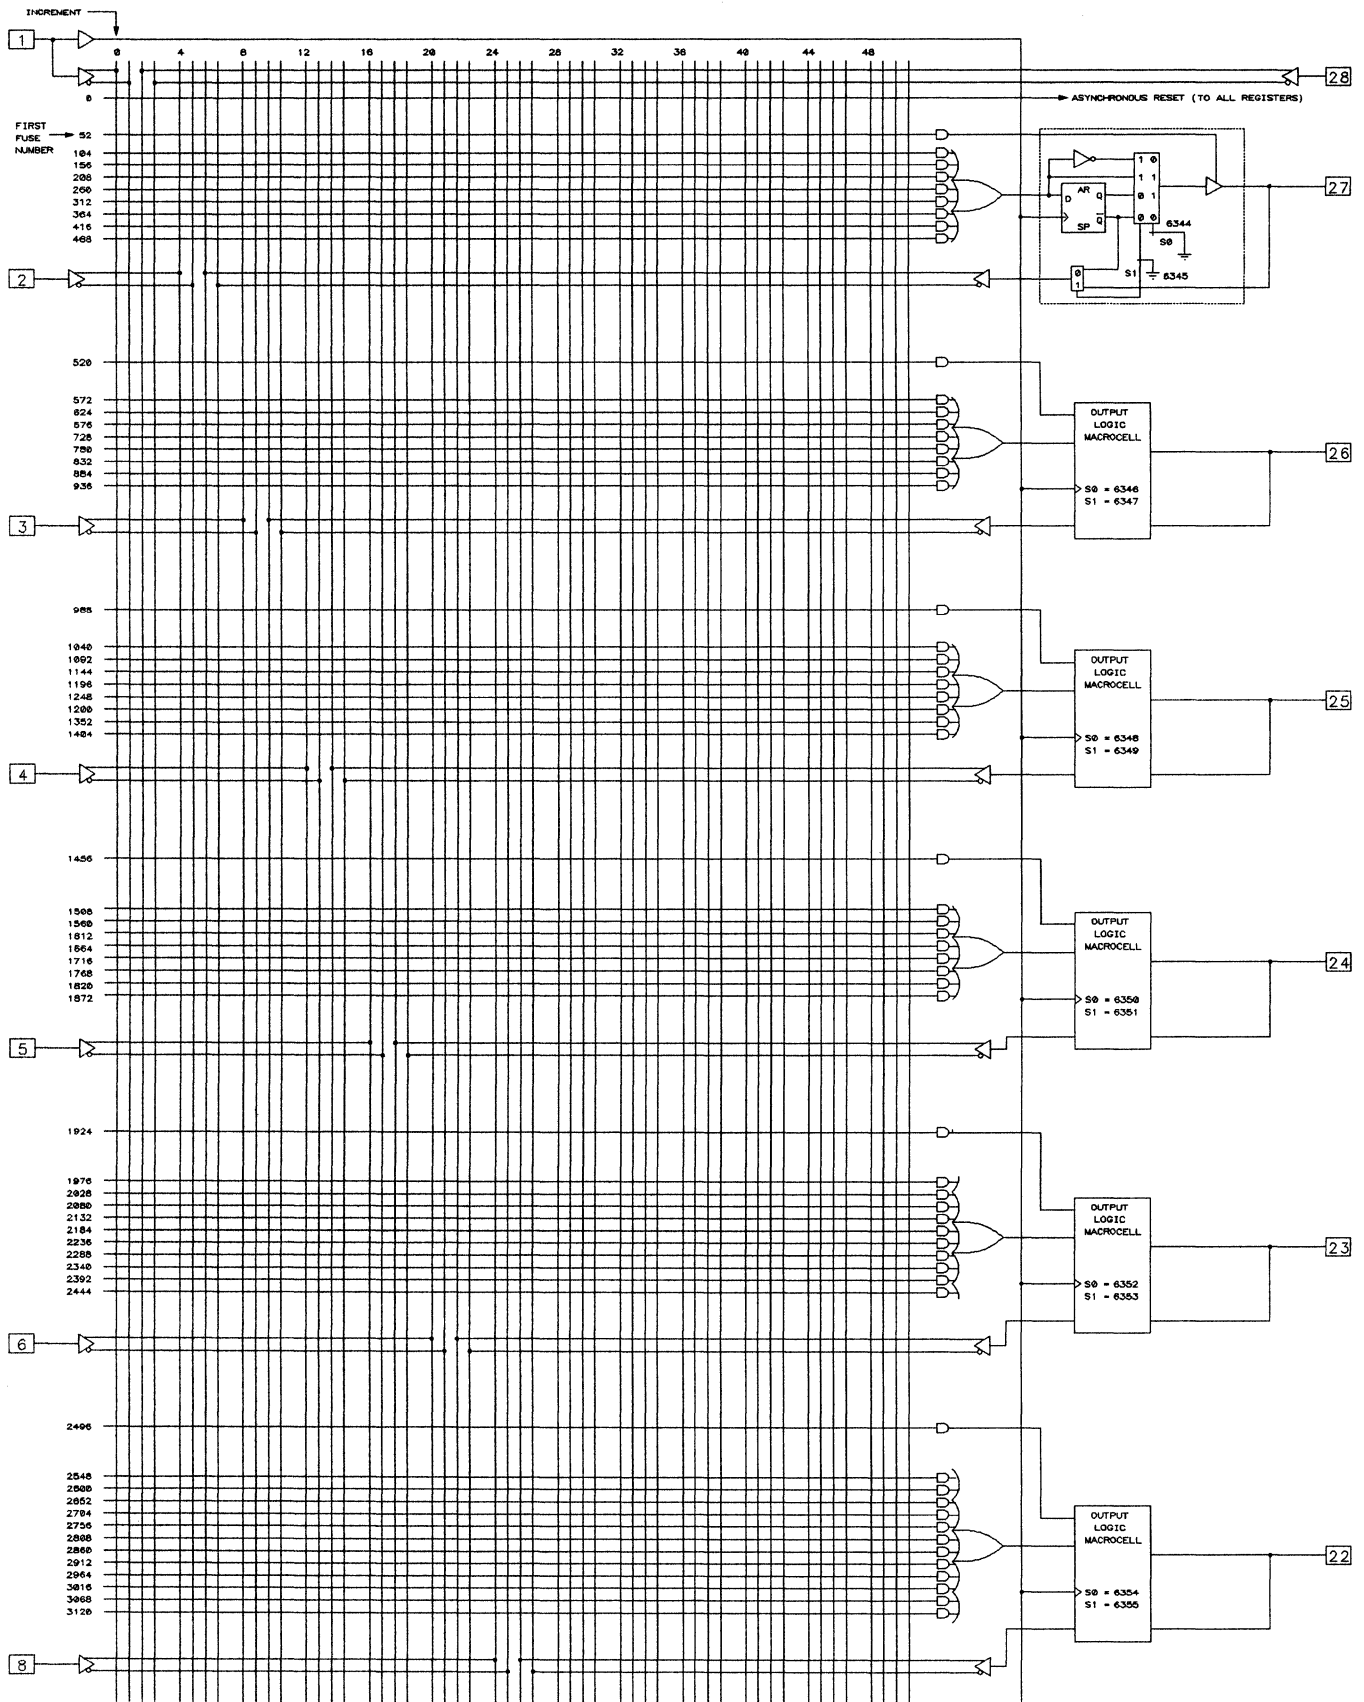 INCREMENT
1
0 4 8 12 16 20 24 28 32 36 40 44 48
28
0
ASYNCHRONOUS RESET (TO ALL REGISTERS)
FIRST
FUSE
NUMBER
52
104
156
208
260
312
364
416
468
1 0
1 1
0 1
0 0
AR
D
Q
SP
Q
6344
S0
S1
6345
0
1
27
2
520
572
624
676
728
780
832
884
936
OUTPUT
LOGIC
MACROCELL
S0 = 6346
S1 = 6347
26
3
988
1040
1092
1144
1196
1248
1200
1352
1404
OUTPUT
LOGIC
MACROCELL
S0 = 6348
S1 = 6349
25
4
1456
1508
1560
1612
1664
1716
1768
1820
1872
OUTPUT
LOGIC
MACROCELL
S0 = 6350
S1 = 6351
24
5
1924
1976
2028
2080
2132
2184
2236
2288
2340
2392
2444
OUTPUT
LOGIC
MACROCELL
S0 = 6352
S1 = 6353
23
6
2496
2548
2600
2652
2704
2756
2808
2860
2912
2964
3016
3068
3120
OUTPUT
LOGIC
MACROCELL
S0 = 6354
S1 = 6355
22
8